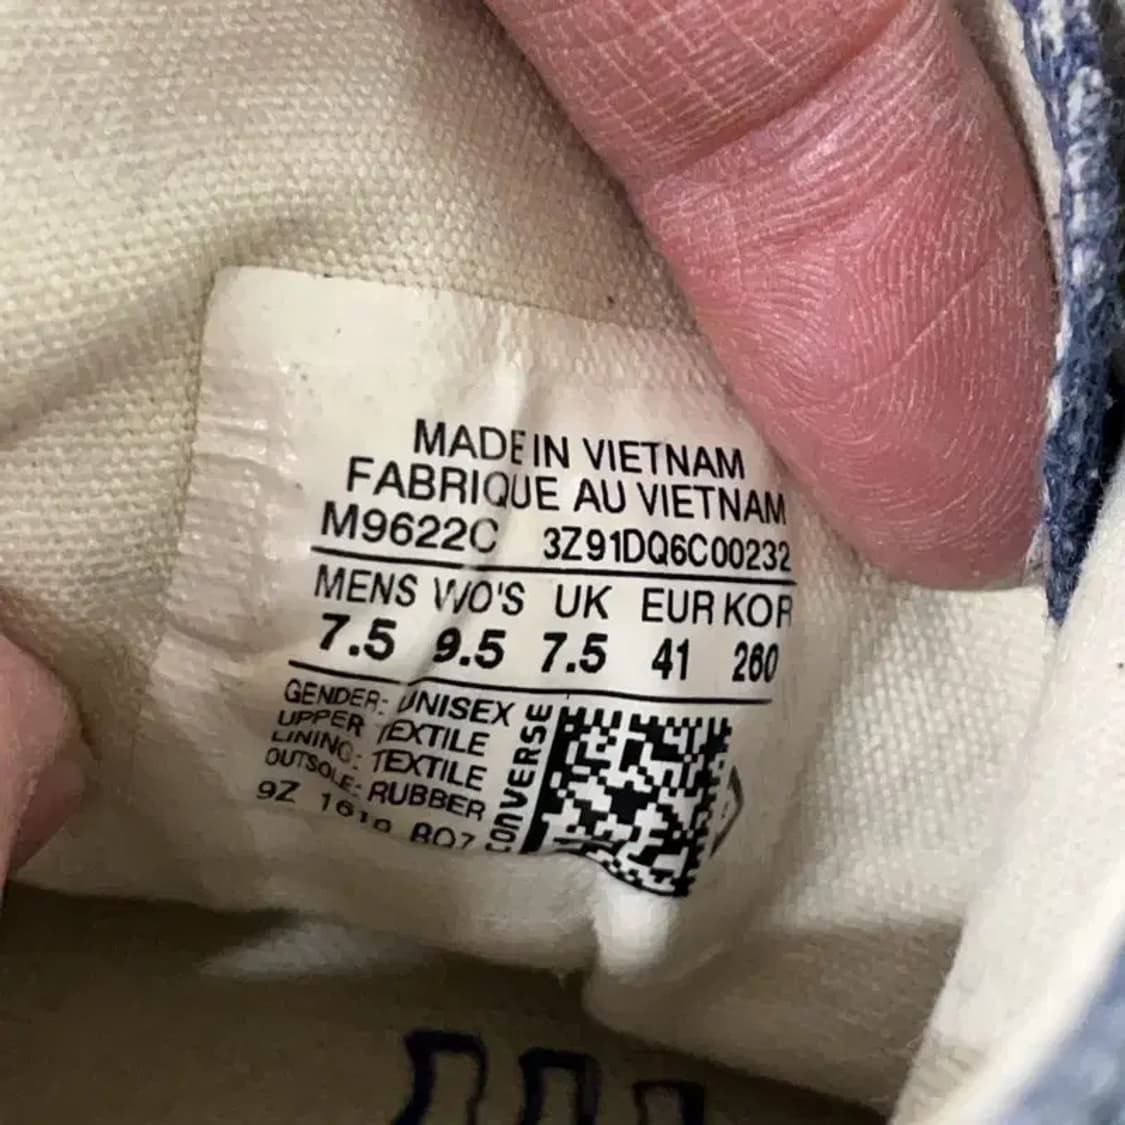 MADE IN VIETNAM
FABRIQUE AU VIETNAM
M9622C 3Z91DQ6C00232
MENS WO'S UK EUR KOR
7.5 9.5 7.5 41 260
GENDER: UNISEX
UPPER TEXTILE
LINING: TEXTILE
OUTSOLE: RUBBER
9Z
CONVERSE